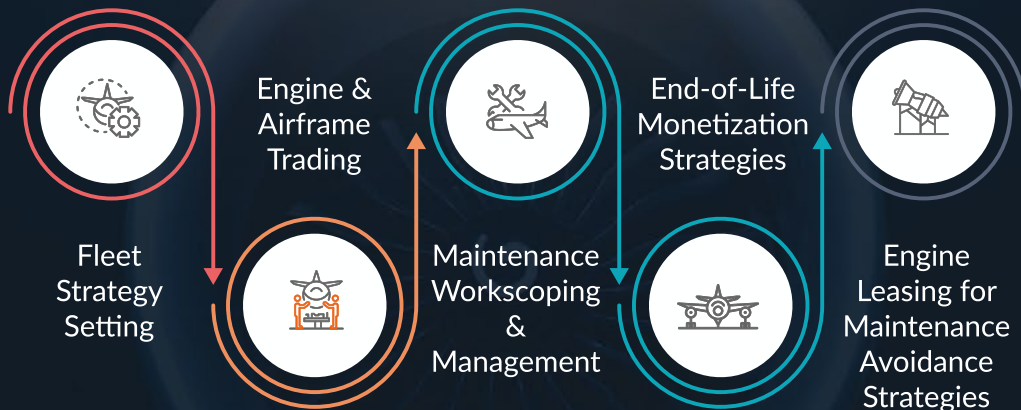 Fleet
Strategy
Setting
Engine &
Airframe
Trading
Maintenance
Workscoping
&
Management
End-of-Life
Monetization
Strategies
Engine
Leasing for
Maintenance
Avoidance
Strategies